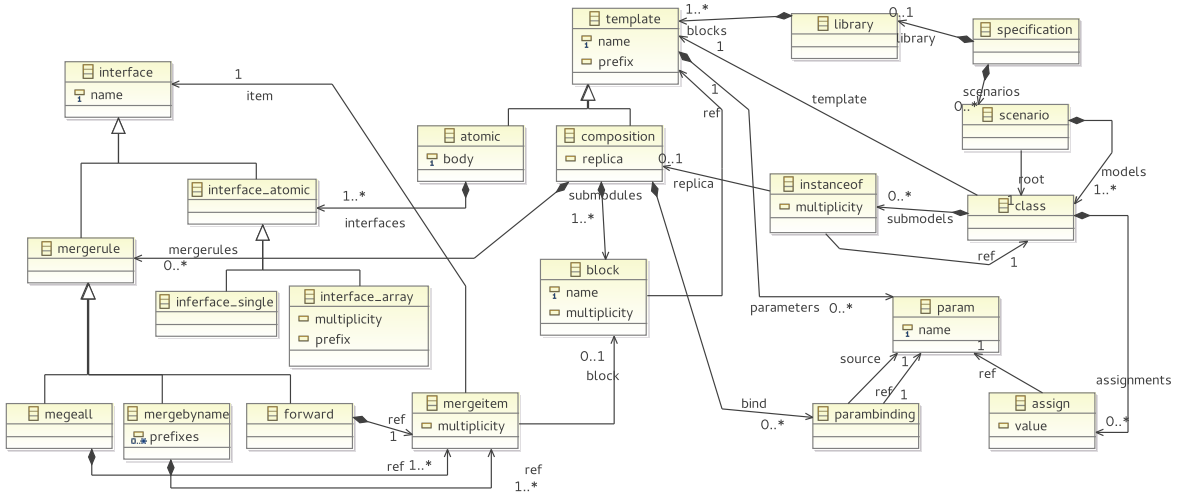 template
name
prefix
1..*
blocks
1
library
0..1
library
specification
interface
name
1
item
scenarios
0..*
scenario
template
1
ref
atomic
body
composition
replica
0..1
replica
root
1
models
1..*
interface_atomic
1..*
interfaces
submodules
1..*
instanceof
multiplicity
0..*
submodels
class
mergerule
mergerules
0..*
ref
1
block
name
multiplicity
inferface_single
interface_array
multiplicity
prefix
parameters
0..*
param
name
0..1
block
source
1
ref
1
1
ref
assignments
0..*
megeall
mergebyname
0..*
prefixes
forward
ref
1
mergeitem
multiplicity
bind
0..*
parambinding
assign
value
ref 1..*
ref
1..*